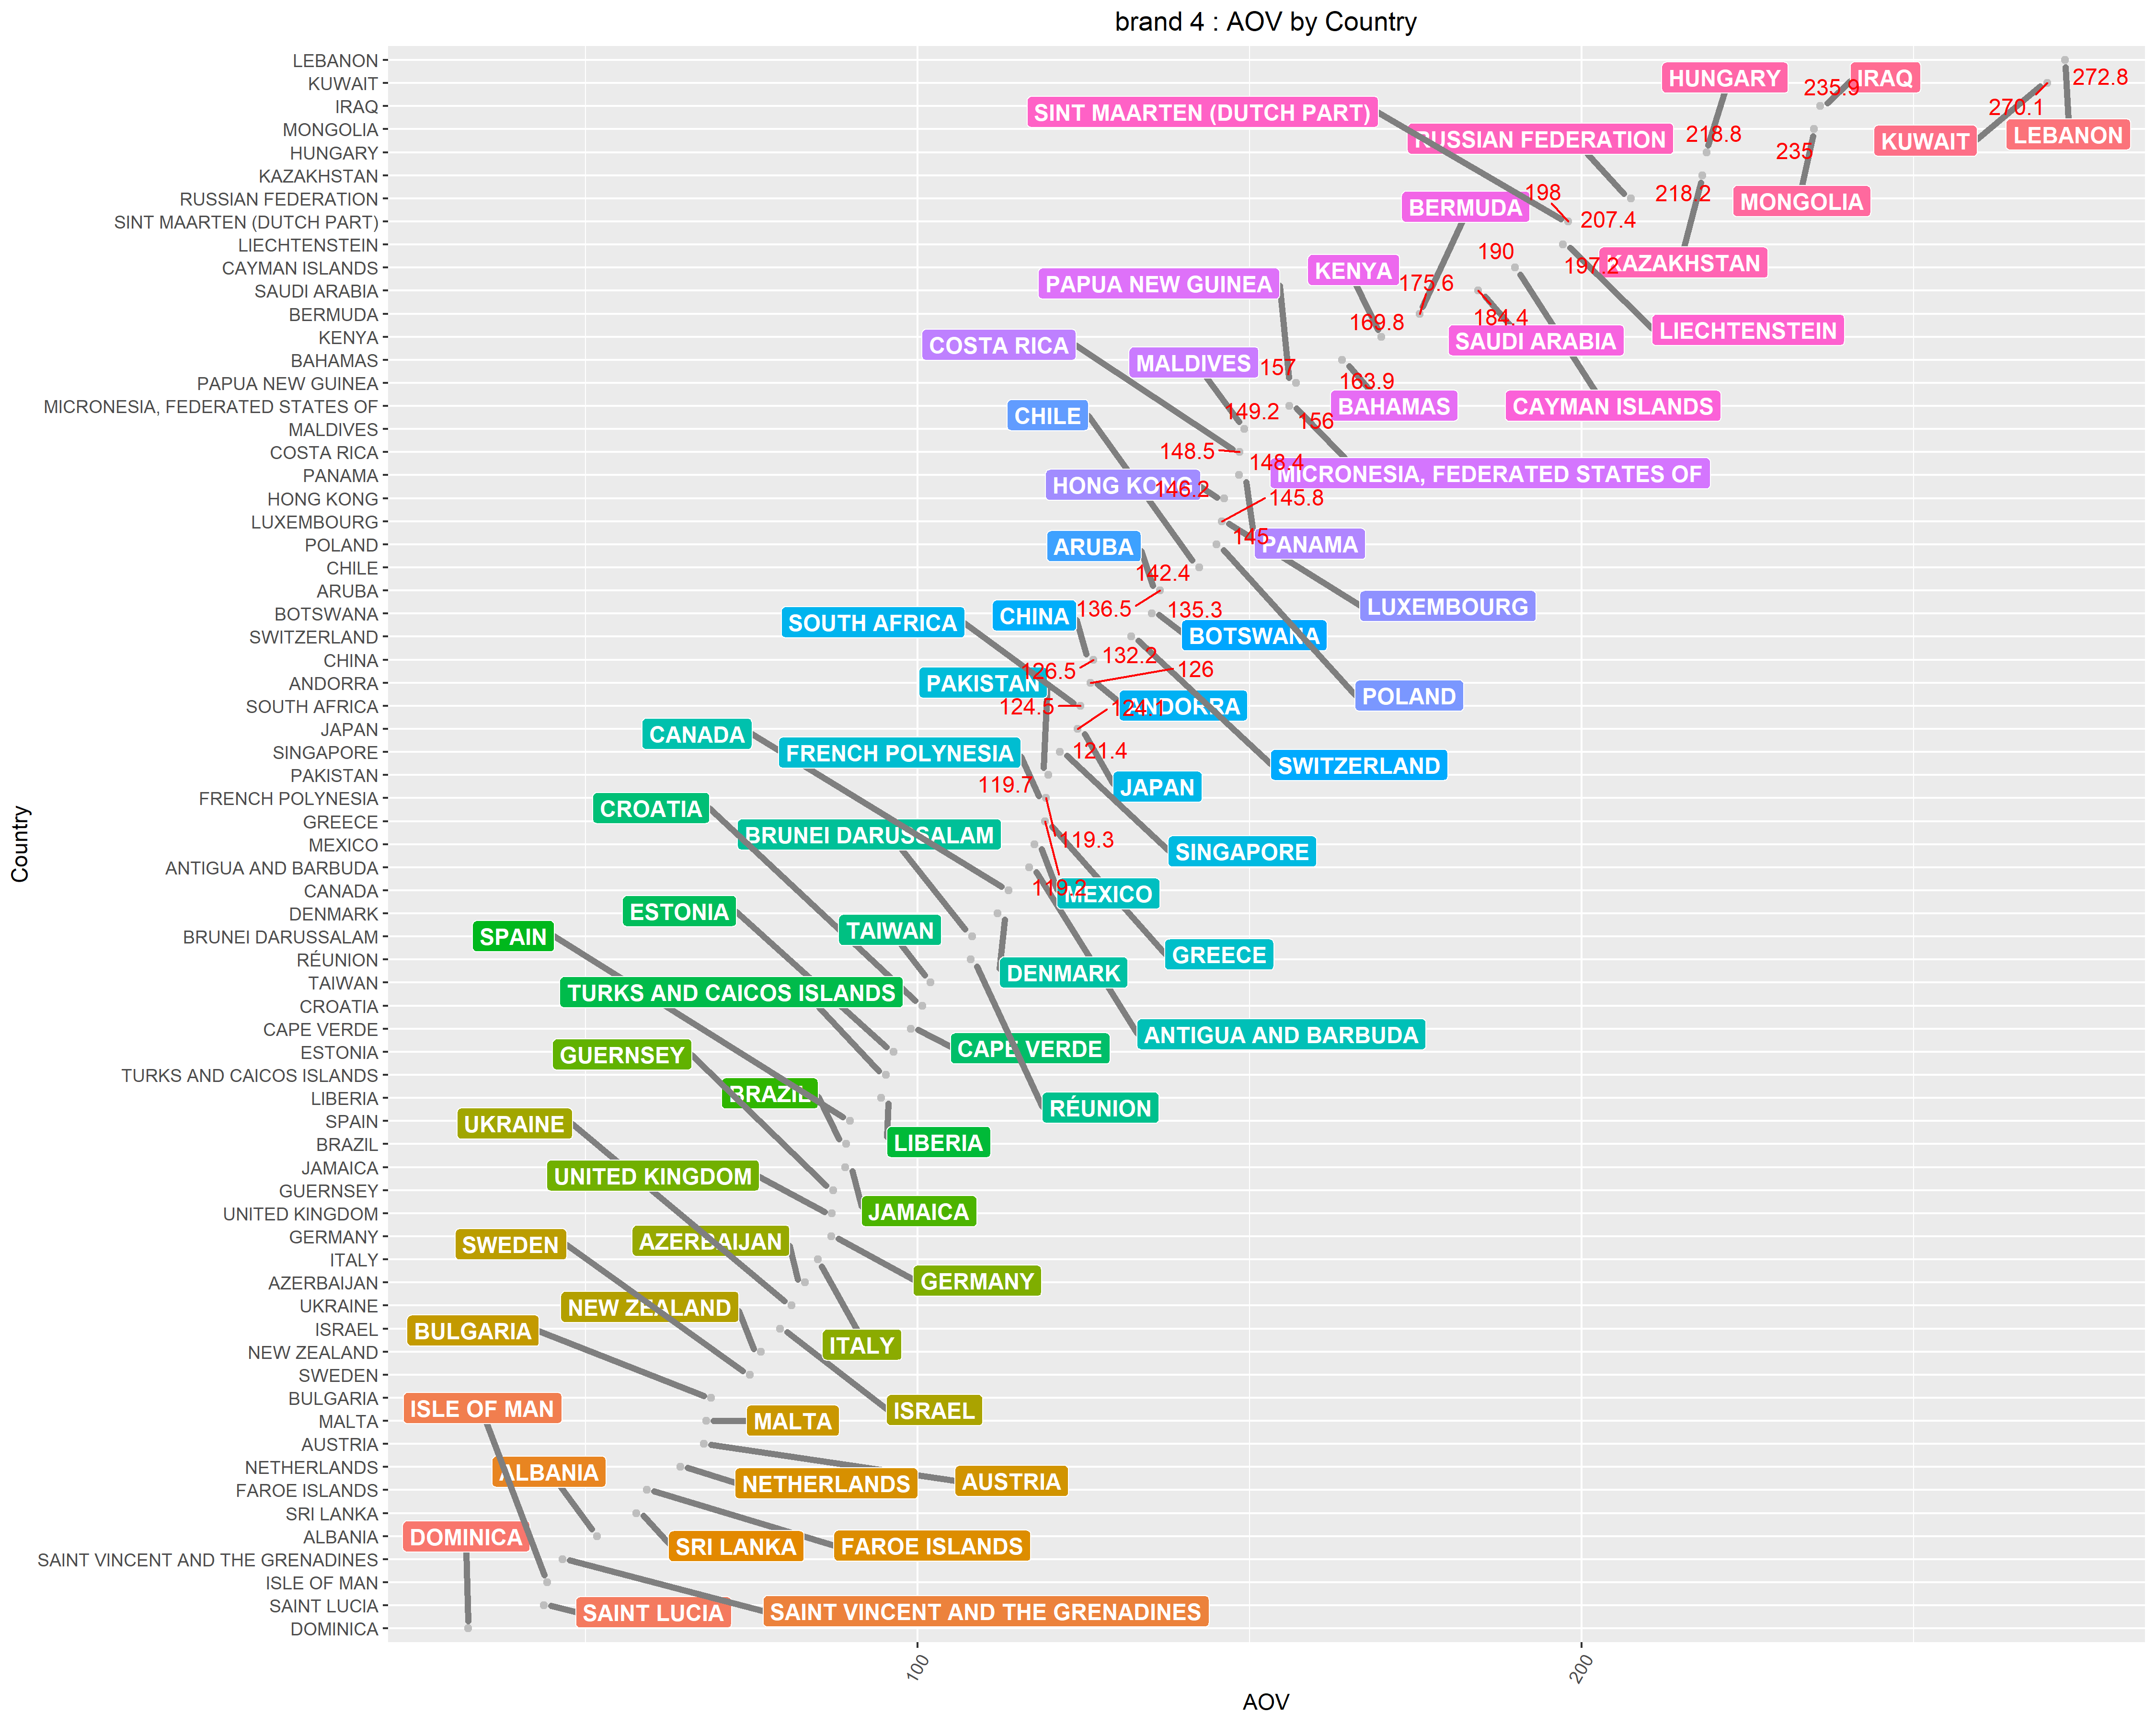 brand 4 : AOV by Country
Country
LEBANON
KUWAIT
IRAQ
MONGOLIA
HUNGARY
KAZAKHSTAN
RUSSIAN FEDERATION
SINT MAARTEN (DUTCH PART)
LIECHTENSTEIN
CAYMAN ISLANDS
SAUDI ARABIA
BERMUDA
KENYA
BAHAMAS
PAPUA NEW GUINEA
MICRONESIA, FEDERATED STATES OF
MALDIVES
COSTA RICA
PANAMA
HONG KONG
LUXEMBOURG
POLAND
CHILE
ARUBA
BOTSWANA
SWITZERLAND
CHINA
ANDORRA
SOUTH AFRICA
JAPAN
SINGAPORE
PAKISTAN
FRENCH POLYNESIA
GREECE
MEXICO
ANTIGUA AND BARBUDA
CANADA
DENMARK
BRUNEI DARUSSALAM
RÉUNION
TAIWAN
CROATIA
CAPE VERDE
ESTONIA
TURKS AND CAICOS ISLANDS
LIBERIA
SPAIN
BRAZIL
JAMAICA
GUERNSEY
UNITED KINGDOM
GERMANY
ITALY
AZERBAIJAN
UKRAINE
ISRAEL
NEW ZEALAND
SWEDEN
BULGARIA
MALTA
AUSTRIA
NETHERLANDS
FAROE ISLANDS
SRI LANKA
ALBANIA
SAINT VINCENT AND THE GRENADINES
ISLE OF MAN
SAINT LUCIA
DOMINICA
HUNGARY
IRAQ
272.8
235.9
270.1
SINT MAARTEN (DUTCH PART)
RUSSIAN FEDERATION
218.8
KUWAIT
LEBANON
235
198
218.2
MONGOLIA
BERMUDA
207.4
190
197.2
KAZAKHSTAN
KENYA
PAPUA NEW GUINEA
175.6
169.8
184.4
LIECHTENSTEIN
COSTA RICA
SAUDI ARABIA
MALDIVES
157
163.9
CHILE
149.2
156
BAHAMAS
CAYMAN ISLANDS
148.5
148.4
MICRONESIA, FEDERATED STATES OF
HONG KONG
146.2
145.8
ARUBA
145
PANAMA
142.4
136.5
135.3
LUXEMBOURG
SOUTH AFRICA
CHINA
BOTSWANA
132.2
126.5
126
PAKISTAN
POLAND
124.5
124.1
ANDORRA
CANADA
FRENCH POLYNESIA
121.4
SWITZERLAND
119.7
JAPAN
CROATIA
BRUNEI DARUSSALAM
119.3
SINGAPORE
119.2
MEXICO
ESTONIA
SPAIN
TAIWAN
GREECE
DENMARK
TURKS AND CAICOS ISLANDS
ANTIGUA AND BARBUDA
GUERNSEY
CAPE VERDE
BRAZIL
RÉUNION
UKRAINE
LIBERIA
UNITED KINGDOM
JAMAICA
SWEDEN
AZERBAIJAN
GERMANY
NEW ZEALAND
BULGARIA
ITALY
ISLE OF MAN
ISRAEL
MALTA
ALBANIA
NETHERLANDS
AUSTRIA
DOMINICA
SRI LANKA
FAROE ISLANDS
SAINT LUCIA
SAINT VINCENT AND THE GRENADINES
100
200
AOV